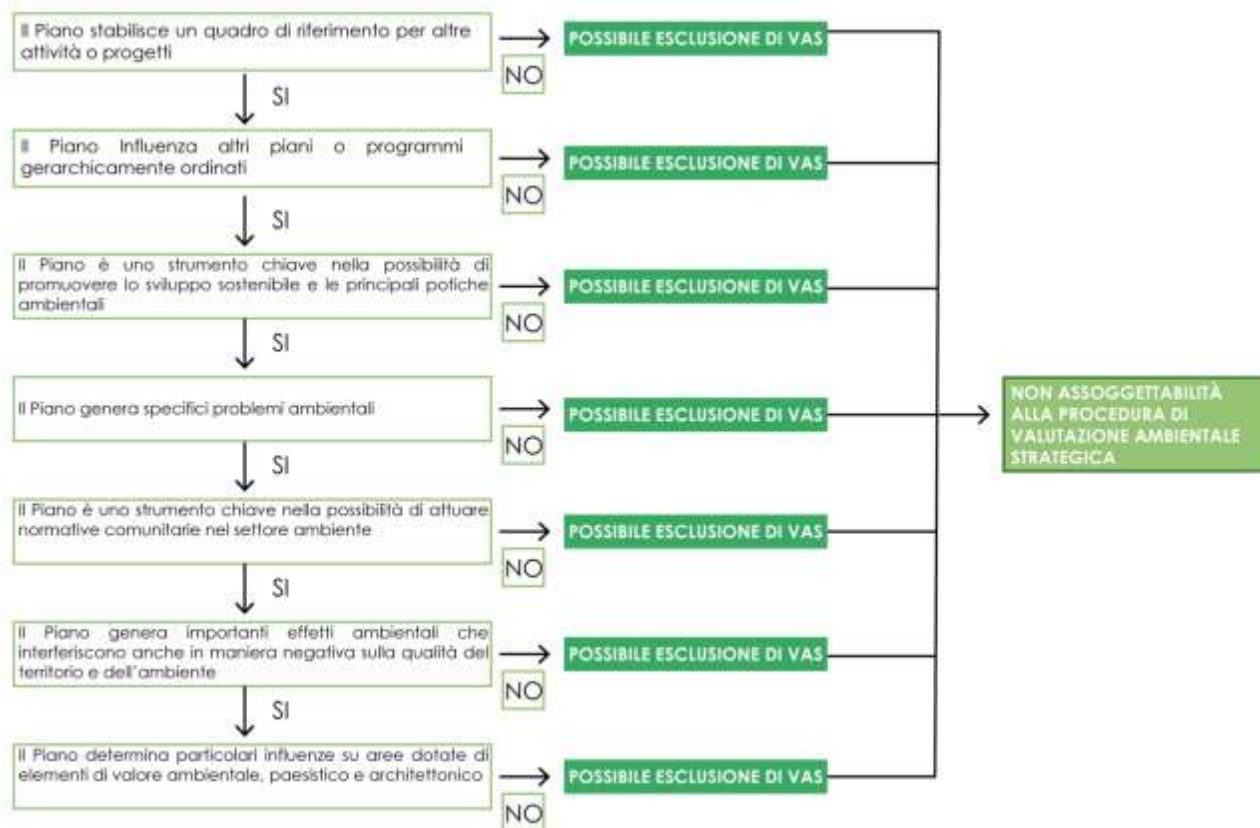 Il Piano stabilisce un quadro di riferimento per altre
attività o progetti
POSSIBILE ESCLUSIONE DI VAS
NO
SI
Il Piano Influenza altri piani o programmi
gerarchicamente ordinati
POSSIBILE ESCLUSIONE DI VAS
NO
SI
Il Piano è uno strumento chiave nella possibilità di
promuovere lo sviluppo sostenibile e le principali potiche
ambientali
POSSIBILE ESCLUSIONE DI VAS
NO
SI
Il Piano genera specifici problemi ambientali
POSSIBILE ESCLUSIONE DI VAS
NO
NON ASSOGGETTABILITÀ
ALLA PROCEDURA DI
VALUTAZIONE AMBIENTALE
STRATEGICA
SI
Il Piano è uno strumento chiave nella possibilità di attuare
normative comunitarie nel settore ambiente
POSSIBILE ESCLUSIONE DI VAS
NO
SI
Il Piano genera importanti effetti ambientali che
interferiscono anche in maniera negativa sulla qualità del
territorio e dell'ambiente
POSSIBILE ESCLUSIONE DI VAS
NO
SI
Il Piano determina particolari influenze su aree dotate di
elementi di valore ambientale, paesistico e architettonico
POSSIBILE ESCLUSIONE DI VAS
NO